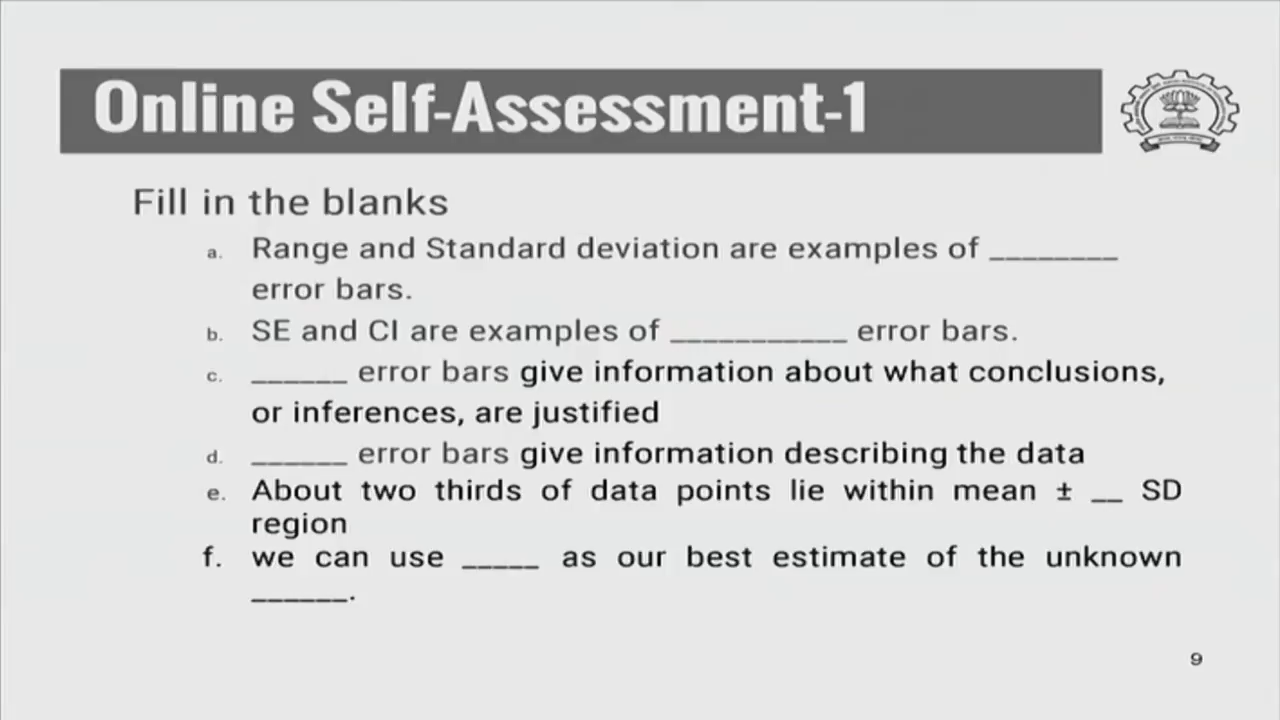 Online Self-Assessment-1
Fill in the blanks
a. Range and Standard deviation are examples of ________
error bars.
b. SE and CI are examples of ___________ error bars.
c. ______ error bars give information about what conclusions,
or inferences, are justified
d. ______ error bars give information describing the data
e. About two thirds of data points lie within mean ± __ SD
region
f. we can use _____ as our best estimate of the unknown
______.
9